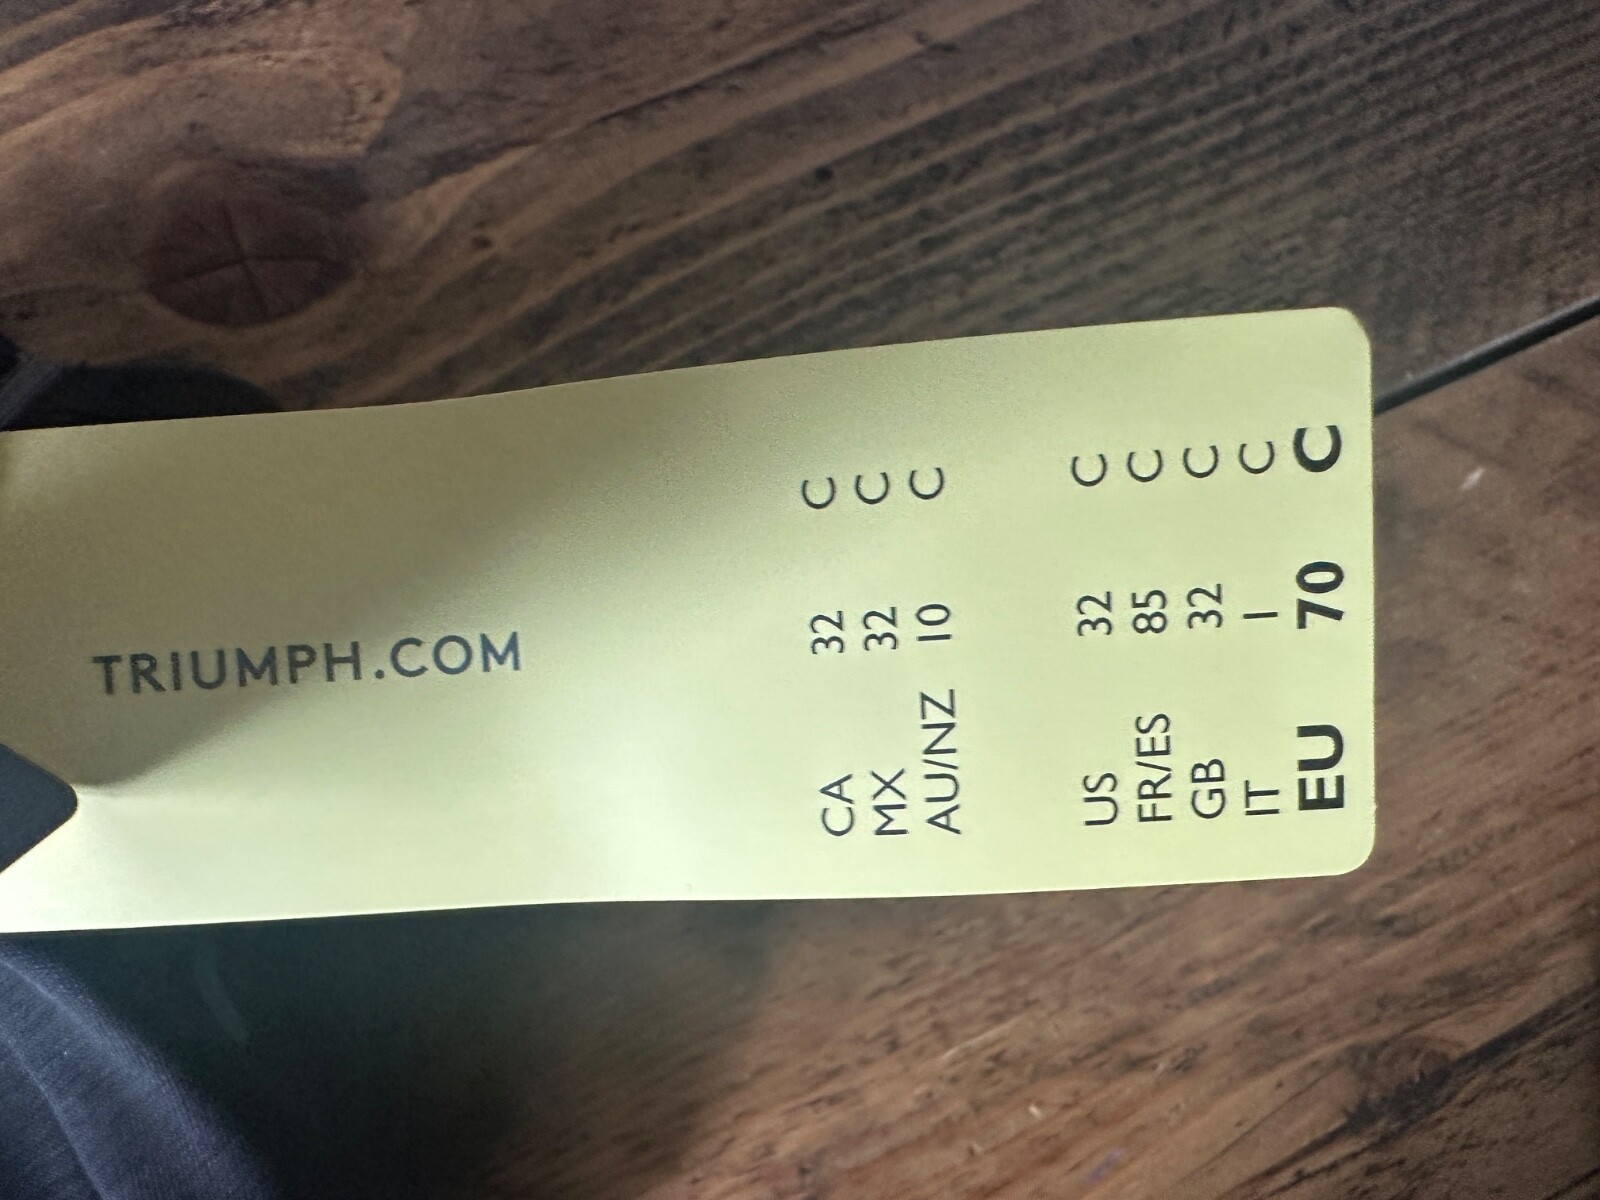 TRIUMPH.COM
CA 32 C
MX 32 C
AU/NZ 10 C
US 32 C
FR/ES 85 C
GB 32 C
IT 1 C
EU 70 C